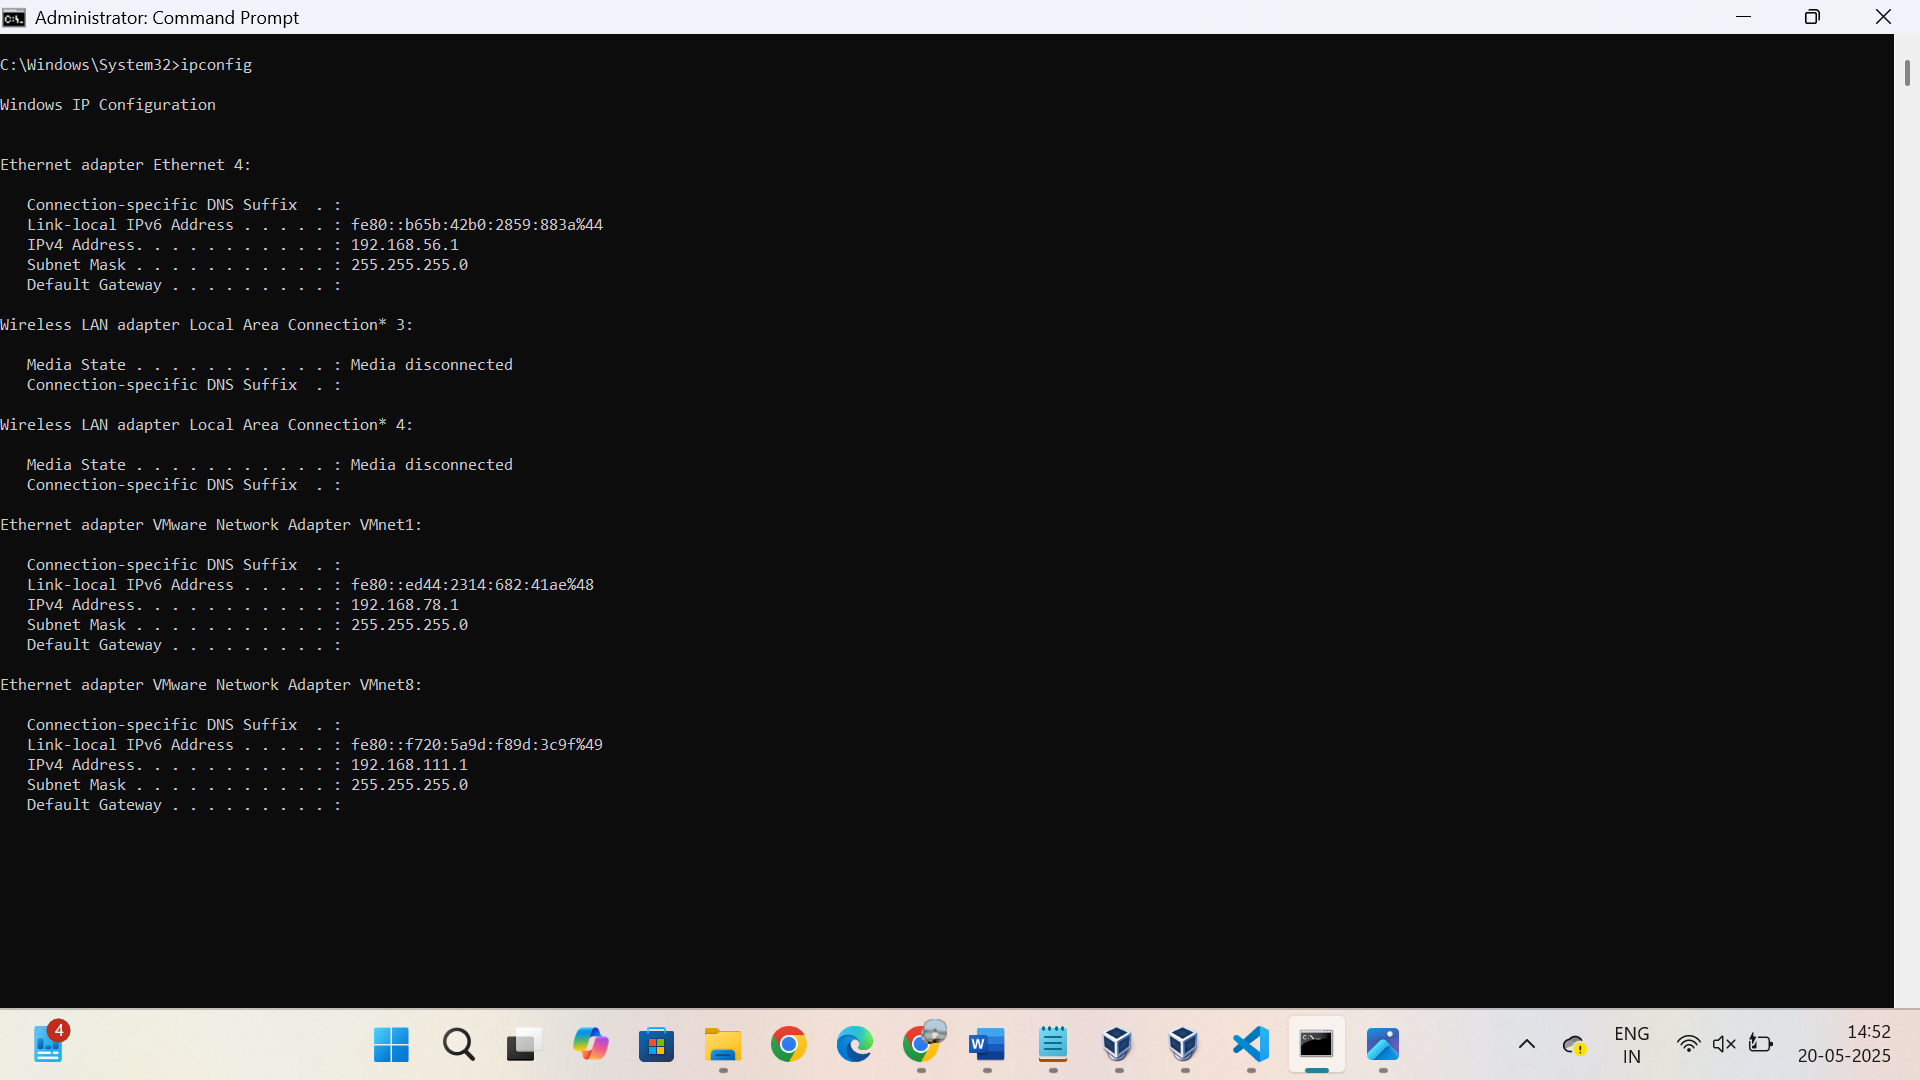 Administrator: Command Prompt
C:\Windows\System32>ipconfig
Windows IP Configuration
Ethernet adapter Ethernet 4:
Connection-specific DNS Suffix  . :
Link-local IPv6 Address . . . . . : fe80::b65b:42b0:2859:883a%44
IPv4 Address. . . . . . . . . . . : 192.168.56.1
Subnet Mask . . . . . . . . . . . : 255.255.255.0
Default Gateway . . . . . . . . . :
Wireless LAN adapter Local Area Connection* 3:
Media State . . . . . . . . . . . : Media disconnected
Connection-specific DNS Suffix  . :
Wireless LAN adapter Local Area Connection* 4:
Media State . . . . . . . . . . . : Media disconnected
Connection-specific DNS Suffix  . :
Ethernet adapter VMware Network Adapter VMnet1:
Connection-specific DNS Suffix  . :
Link-local IPv6 Address . . . . . : fe80::ed44:2314:682:41ae%48
IPv4 Address. . . . . . . . . . . : 192.168.78.1
Subnet Mask . . . . . . . . . . . : 255.255.255.0
Default Gateway . . . . . . . . . :
Ethernet adapter VMware Network Adapter VMnet8:
Connection-specific DNS Suffix  . :
Link-local IPv6 Address . . . . . : fe80::f720:5a9d:f89d:3c9f%49
IPv4 Address. . . . . . . . . . . : 192.168.111.1
Subnet Mask . . . . . . . . . . . : 255.255.255.0
Default Gateway . . . . . . . . . :
4
W
ENG
IN
14:52
20-05-2025